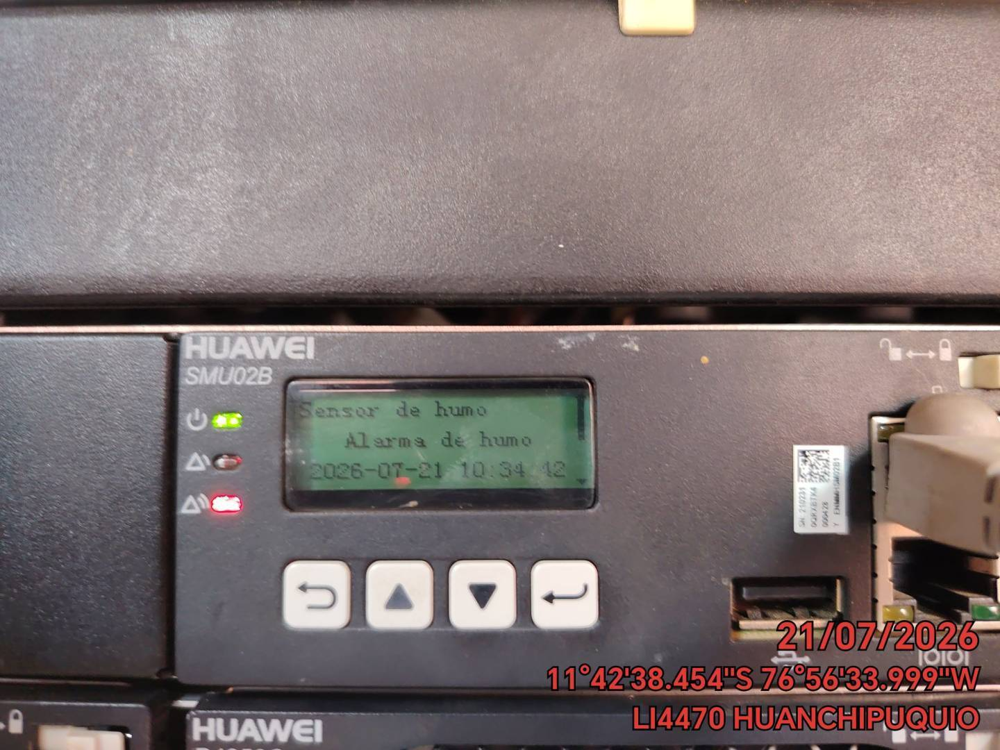 HUAWEI
SMU02B
Sensor de humo
Alarma de humo
2026-07-21 10:34:42
21/07/2026
11°42'38.454"S 76°56'33.999"W
LI4470 HUANCHIPUQUIO
HUAWEI